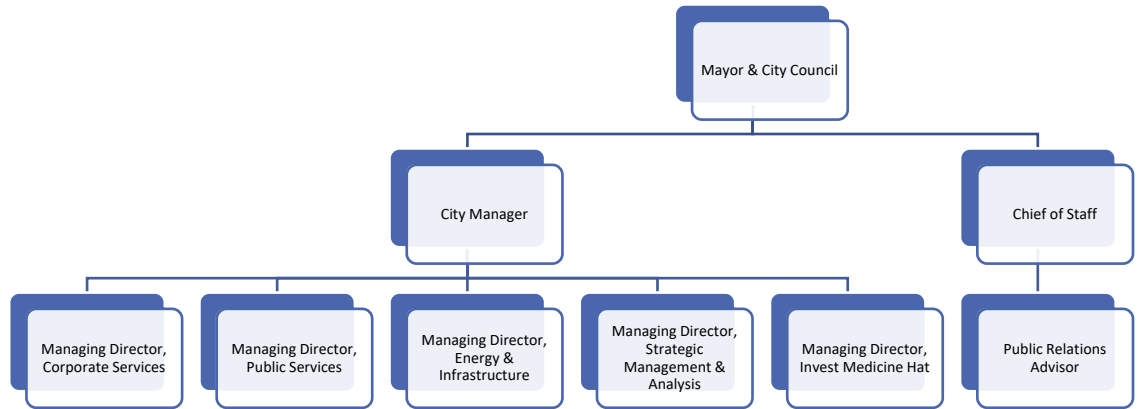 Mayor & City Council
City Manager
Chief of Staff
Managing Director,
Corporate Services
Managing Director,
Public Services
Managing Director,
Energy &
Infrastructure
Managing Director,
Strategic
Management &
Analysis
Managing Director,
Invest Medicine Hat
Public Relations
Advisor